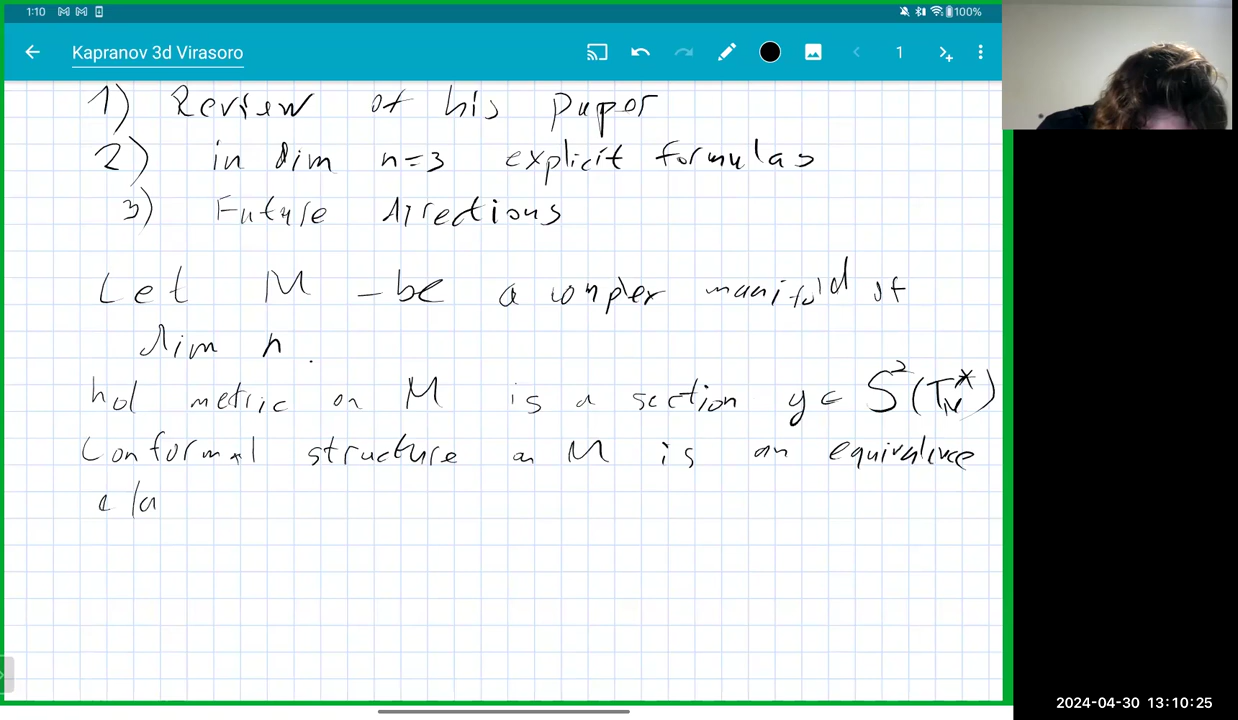 1:10
100%
Kapranov 3d Virasoro
1
1) Review of his paper
2) in dim n=3 explicit formulas
3) Future directions
Let M - be a complex manifold of
dim n.
hol metric on M is a section g ∈ S²(T*_M)
Conformal structure on M is an equivalence
cla
2024-04-30 13:10:25